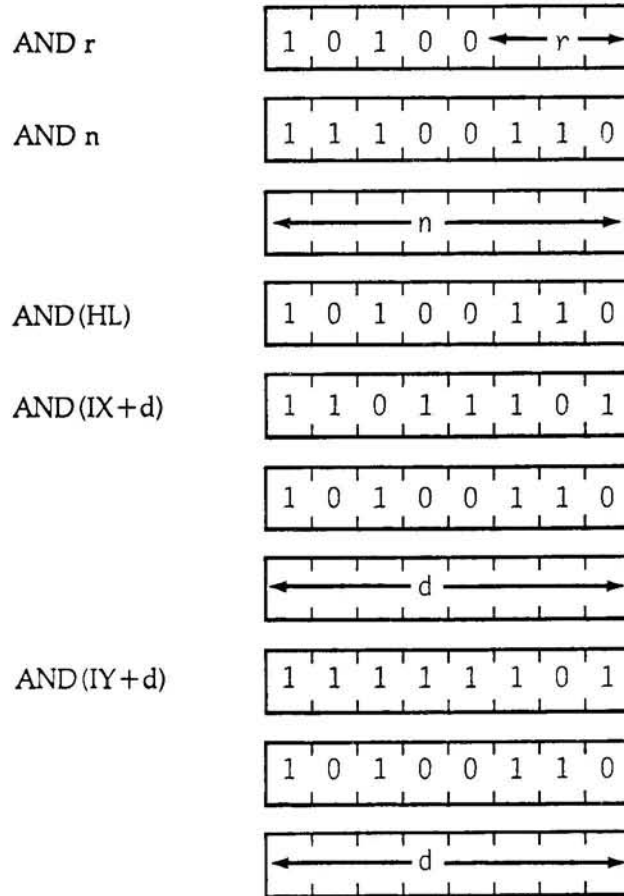 AND r 1 0 1 0 0 r
AND n 1 1 1 0 0 1 1 0
n
AND(HL) 1 0 1 0 0 1 1 0
AND(IX+d) 1 1 0 1 1 1 0 1
1 0 1 0 0 1 1 0
d
AND(IY+d) 1 1 1 1 1 1 0 1
1 0 1 0 0 1 1 0
d